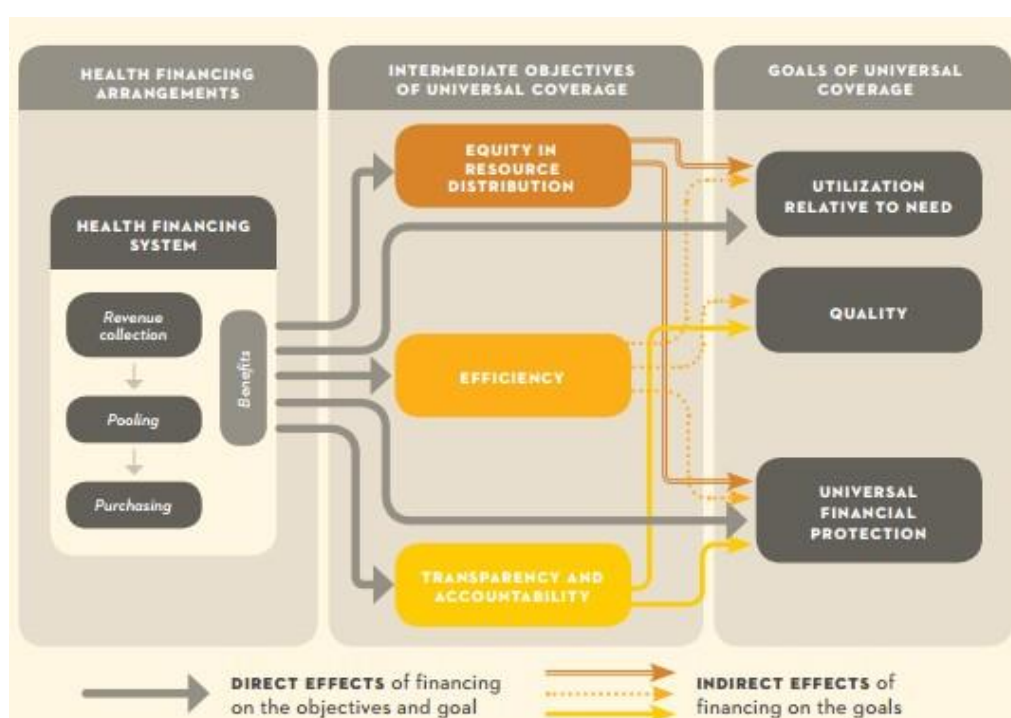 HEALTH FINANCING
ARRANGEMENTS
INTERMEDIATE OBJECTIVES
OF UNIVERSAL COVERAGE
GOALS OF UNIVERSAL
COVERAGE
HEALTH FINANCING
SYSTEM
Revenue
collection
Pooling
Purchasing
Benefits
EQUITY IN
RESOURCE
DISTRIBUTION
EFFICIENCY
TRANSPARENCY AND
ACCOUNTABILITY
UTILIZATION
RELATIVE TO NEED
QUALITY
UNIVERSAL
FINANCIAL
PROTECTION
DIRECT EFFECTS of financing
on the objectives and goal
INDIRECT EFFECTS of
financing on the goals